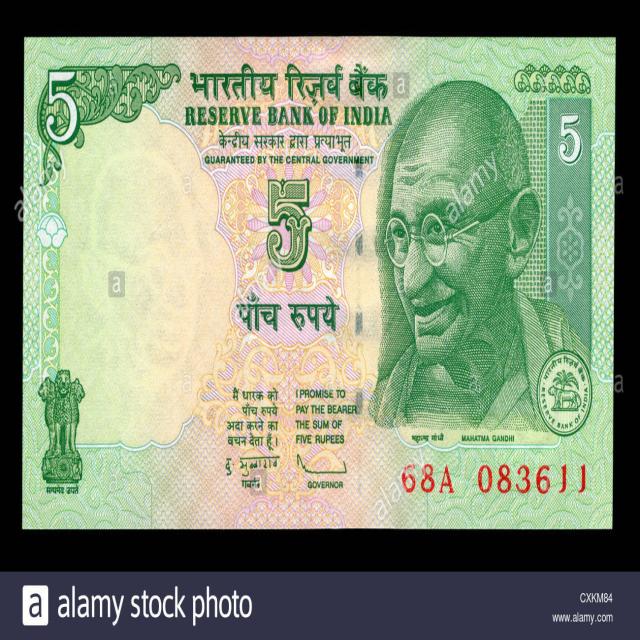 5
भारतीय रिज़र्व बैंक
RESERVE BANK OF INDIA
केन्द्रीय सरकार द्वारा प्रत्याभूत
GUARANTEED BY THE CENTRAL GOVERNMENT
5
5
पाँच रुपये
मैं धारक को
पाँच रुपये
अदा करने का
वचन देता हूँ।
गवर्नर
I PROMISE TO
PAY THE BEARER
THE SUM OF
FIVE RUPEES
GOVERNOR
सत्यमेव जयते
महात्मा गांधी MAHATMA GANDHI
भारतीय रिज़र्व बैंक
RESERVE BANK OF INDIA
68A 083611
alamy
a alamy stock photo
CXKM84
www.alamy.com